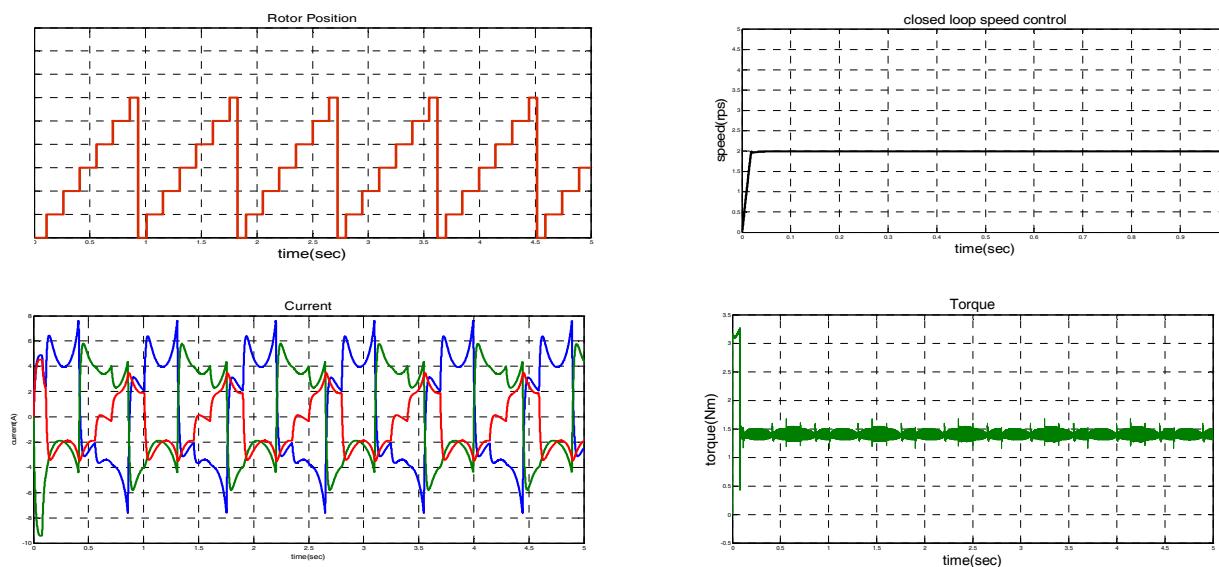 Rotor Position
0 0.5 1 1.5 2 2.5 3 3.5 4 4.5 5
time(sec)
closed loop speed control
speed(rps)
5
4.5
4
3.5
3
2.5
2
1.5
1
0.5
0
0 0.1 0.2 0.3 0.4 0.5 0.6 0.7 0.8 0.9
time(sec)
Current
current(A)
8
6
4
2
0
-2
-4
-6
-8
-10
0 0.5 1 1.5 2 2.5 3 3.5 4 4.5 5
time(sec)
Torque
torque(Nm)
3.5
3
2.5
2
1.5
1
0.5
0
-0.5
0 0.5 1 1.5 2 2.5 3 3.5 4 4.5 5
time(sec)